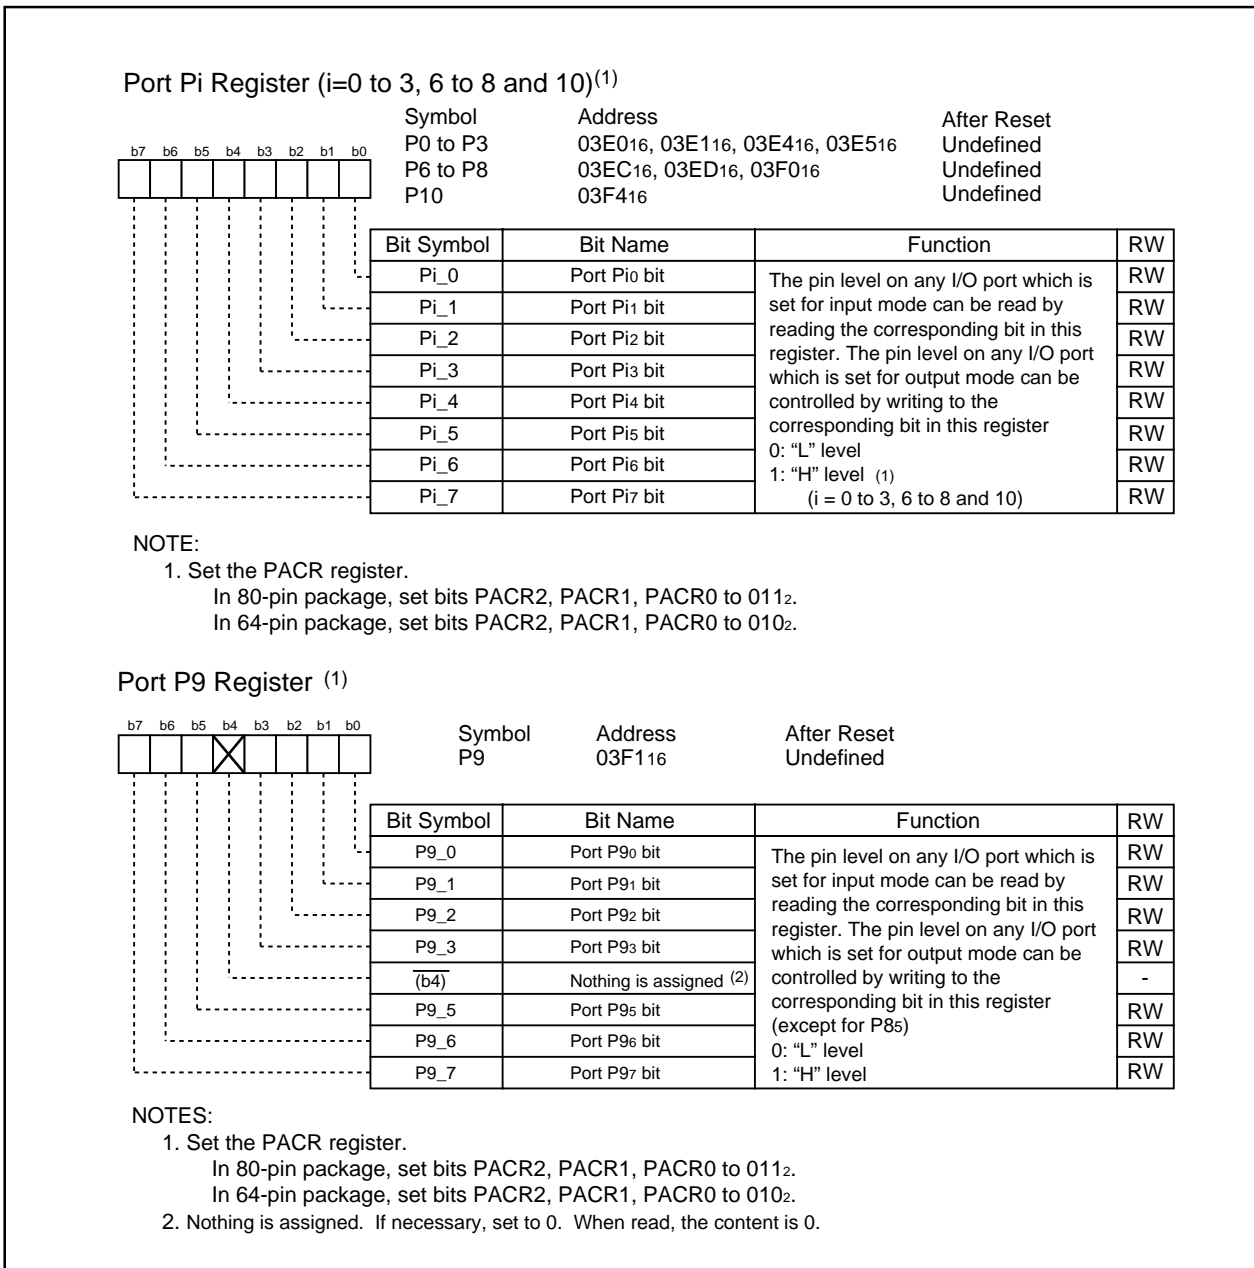 Port Pi Register (i=0 to 3, 6 to 8 and 10)(1)
Symbol Address After Reset
P0 to P3 03E016, 03E116, 03E416, 03E516 Undefined
P6 to P8 03EC16, 03ED16, 03F016 Undefined
P10 03F416 Undefined
b7 b6 b5 b4 b3 b2 b1 b0
Bit Symbol Bit Name Function RW
Pi_0 Port Pi0 bit RW
Pi_1 Port Pi1 bit RW
Pi_2 Port Pi2 bit RW
Pi_3 Port Pi3 bit RW
Pi_4 Port Pi4 bit RW
Pi_5 Port Pi5 bit RW
Pi_6 Port Pi6 bit RW
Pi_7 Port Pi7 bit RW
The pin level on any I/O port which is
set for input mode can be read by
reading the corresponding bit in this
register. The pin level on any I/O port
which is set for output mode can be
controlled by writing to the
corresponding bit in this register
0: “L” level
1: “H” level (1)
(i = 0 to 3, 6 to 8 and 10)
NOTE:
1. Set the PACR register.
In 80-pin package, set bits PACR2, PACR1, PACR0 to 0112.
In 64-pin package, set bits PACR2, PACR1, PACR0 to 0102.
Port P9 Register (1)
b7 b6 b5 b4 b3 b2 b1 b0
Symbol Address After Reset
P9 03F116 Undefined
Bit Symbol Bit Name Function RW
P9_0 Port P90 bit RW
P9_1 Port P91 bit RW
P9_2 Port P92 bit RW
P9_3 Port P93 bit RW
(b4) Nothing is assigned (2) -
P9_5 Port P95 bit RW
P9_6 Port P96 bit RW
P9_7 Port P97 bit RW
The pin level on any I/O port which is
set for input mode can be read by
reading the corresponding bit in this
register. The pin level on any I/O port
which is set for output mode can be
controlled by writing to the
corresponding bit in this register
(except for P85)
0: “L” level
1: “H” level
NOTES:
1. Set the PACR register.
In 80-pin package, set bits PACR2, PACR1, PACR0 to 0112.
In 64-pin package, set bits PACR2, PACR1, PACR0 to 0102.
2. Nothing is assigned. If necessary, set to 0. When read, the content is 0.